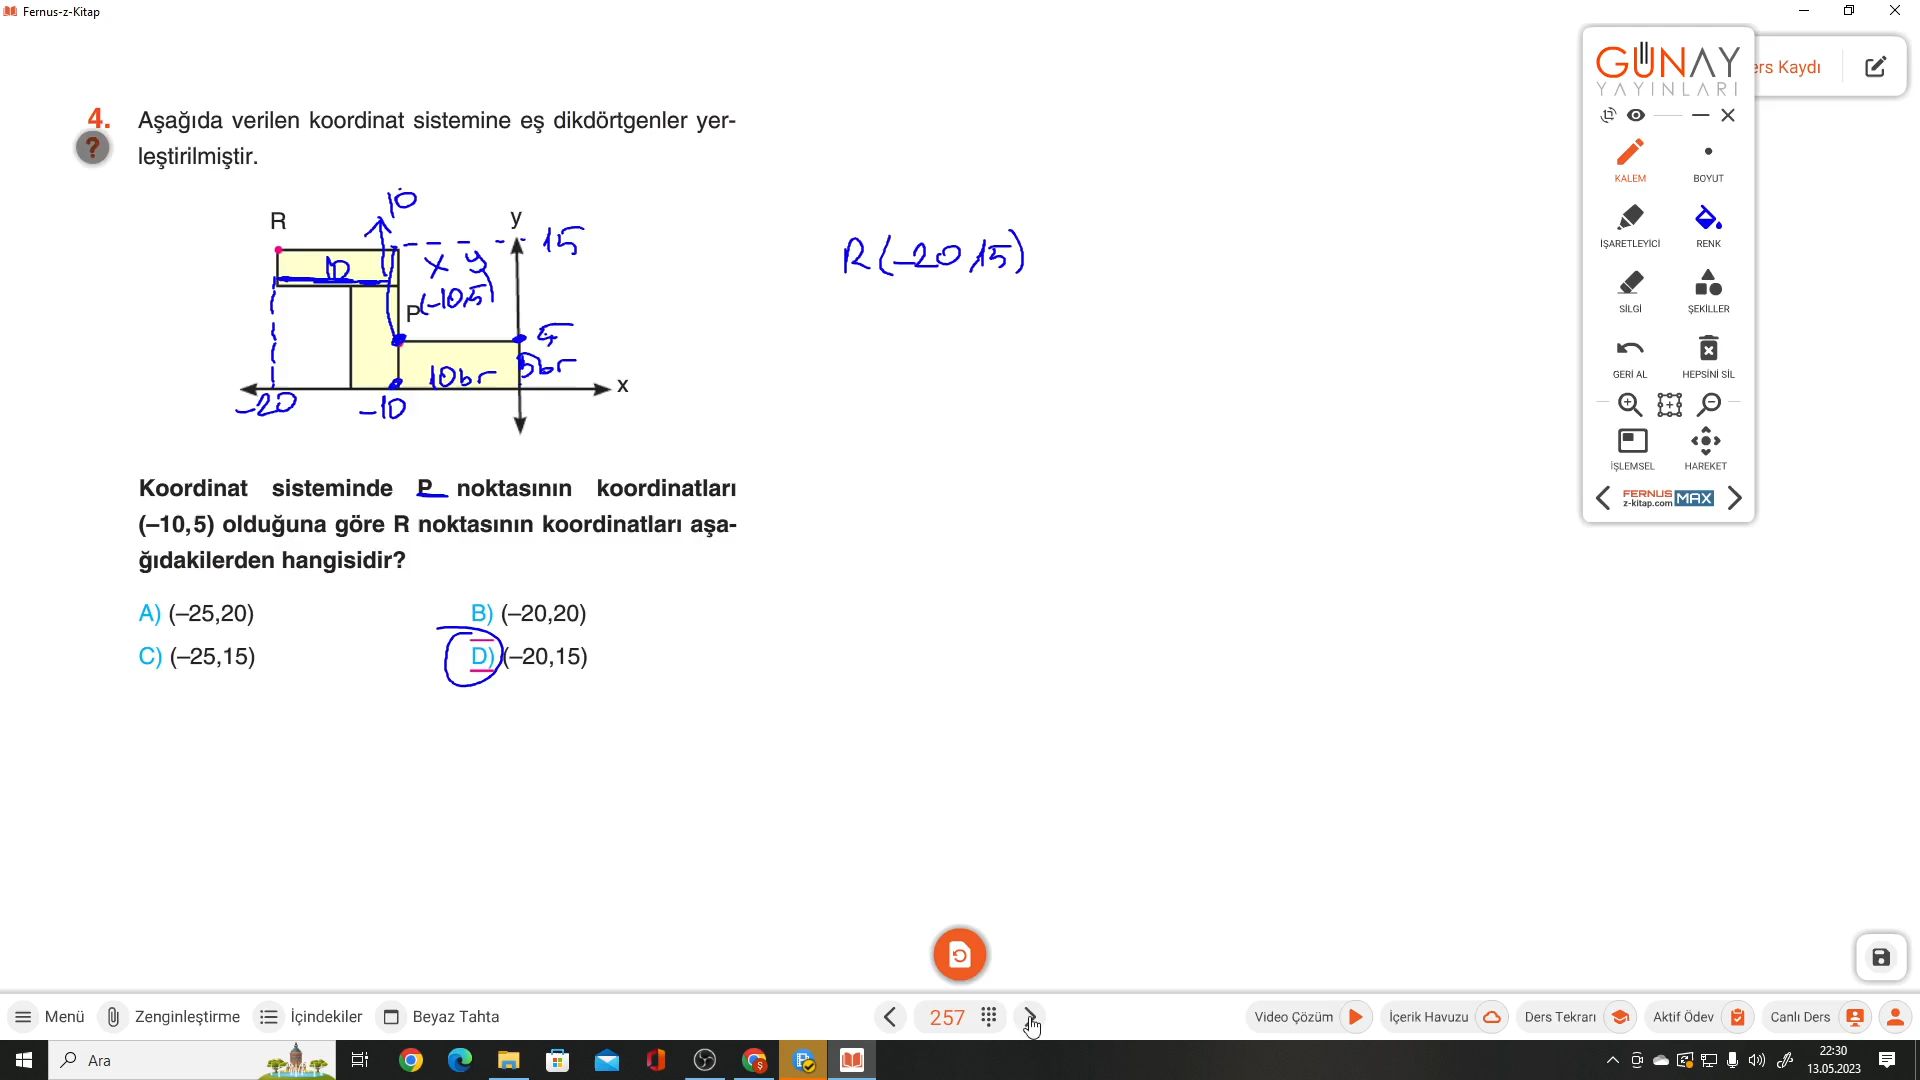 Fernus-z-Kitap
4. Aşağıda verilen koordinat sistemine eş dikdörtgenler yer-
leştirilmiştir.
?
10
R
y
15
10
x y
(-10,5)
P
5
5br
10br
x
-20
-10
R(-20,15)
Koordinat sisteminde P noktasının koordinatları
(–10,5) olduğuna göre R noktasının koordinatları aşa-
ğıdakilerden hangisidir?
A) (–25,20)
B) (–20,20)
C) (–25,15)
D) (–20,15)
GÜNAY
YAYINLARI
ers Kaydı
KALEM
BOYUT
İŞARETLEYİCİ
RENK
SİLGİ
ŞEKİLLER
GERİ AL
HEPSİNİ SİL
İŞLEMSEL
HAREKET
FERNUS MAX
z-kitap.com
Menü
Zenginleştirme
İçindekiler
Beyaz Tahta
257
Video Çözüm
İçerik Havuzu
Ders Tekrarı
Aktif Ödev
Canlı Ders
Ara
22:30
13.05.2023